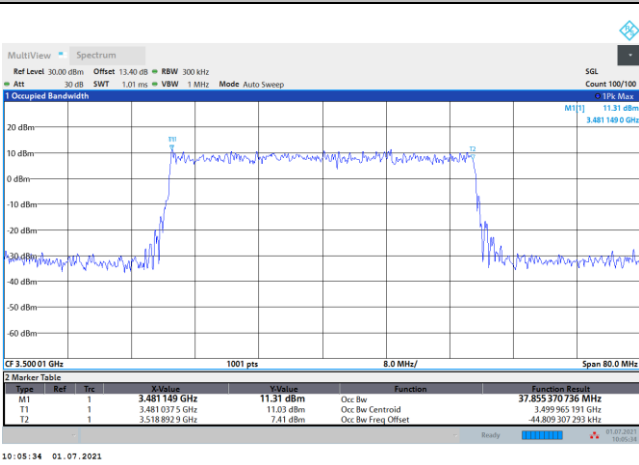 MultiView Spectrum
Ref Level 30.00 dBm Offset 13.40 dB RBW 300 kHz SGL
Att 30 dB SWT 1.01 ms VBW 1 MHz Mode Auto Sweep Count 100/100
1 Occupied Bandwidth 1Pk Max
M1[1] 11.31 dBm
3.481 149 0 GHz
20 dBm
10 dBm
0 dBm
-10 dBm
-20 dBm
-30 dBm
-40 dBm
-50 dBm
-60 dBm
T2
CF 3.500 01 GHz 1001 pts 8.0 MHz/ Span 80.0 MHz
2 Marker Table
Type Ref Trc X-Value Y-Value Function Function Result
M1 1 3.481 149 GHz 11.31 dBm Occ Bw 37.855 370 736 MHz
T1 1 3.481 037 5 GHz 11.03 dBm Occ Bw Centroid 3.499 965 191 GHz
T2 1 3.518 892 9 GHz 7.41 dBm Occ Bw Freq Offset -44.809 307 293 kHz
Ready 01.07.2021
10:05:34
10:05:34 01.07.2021